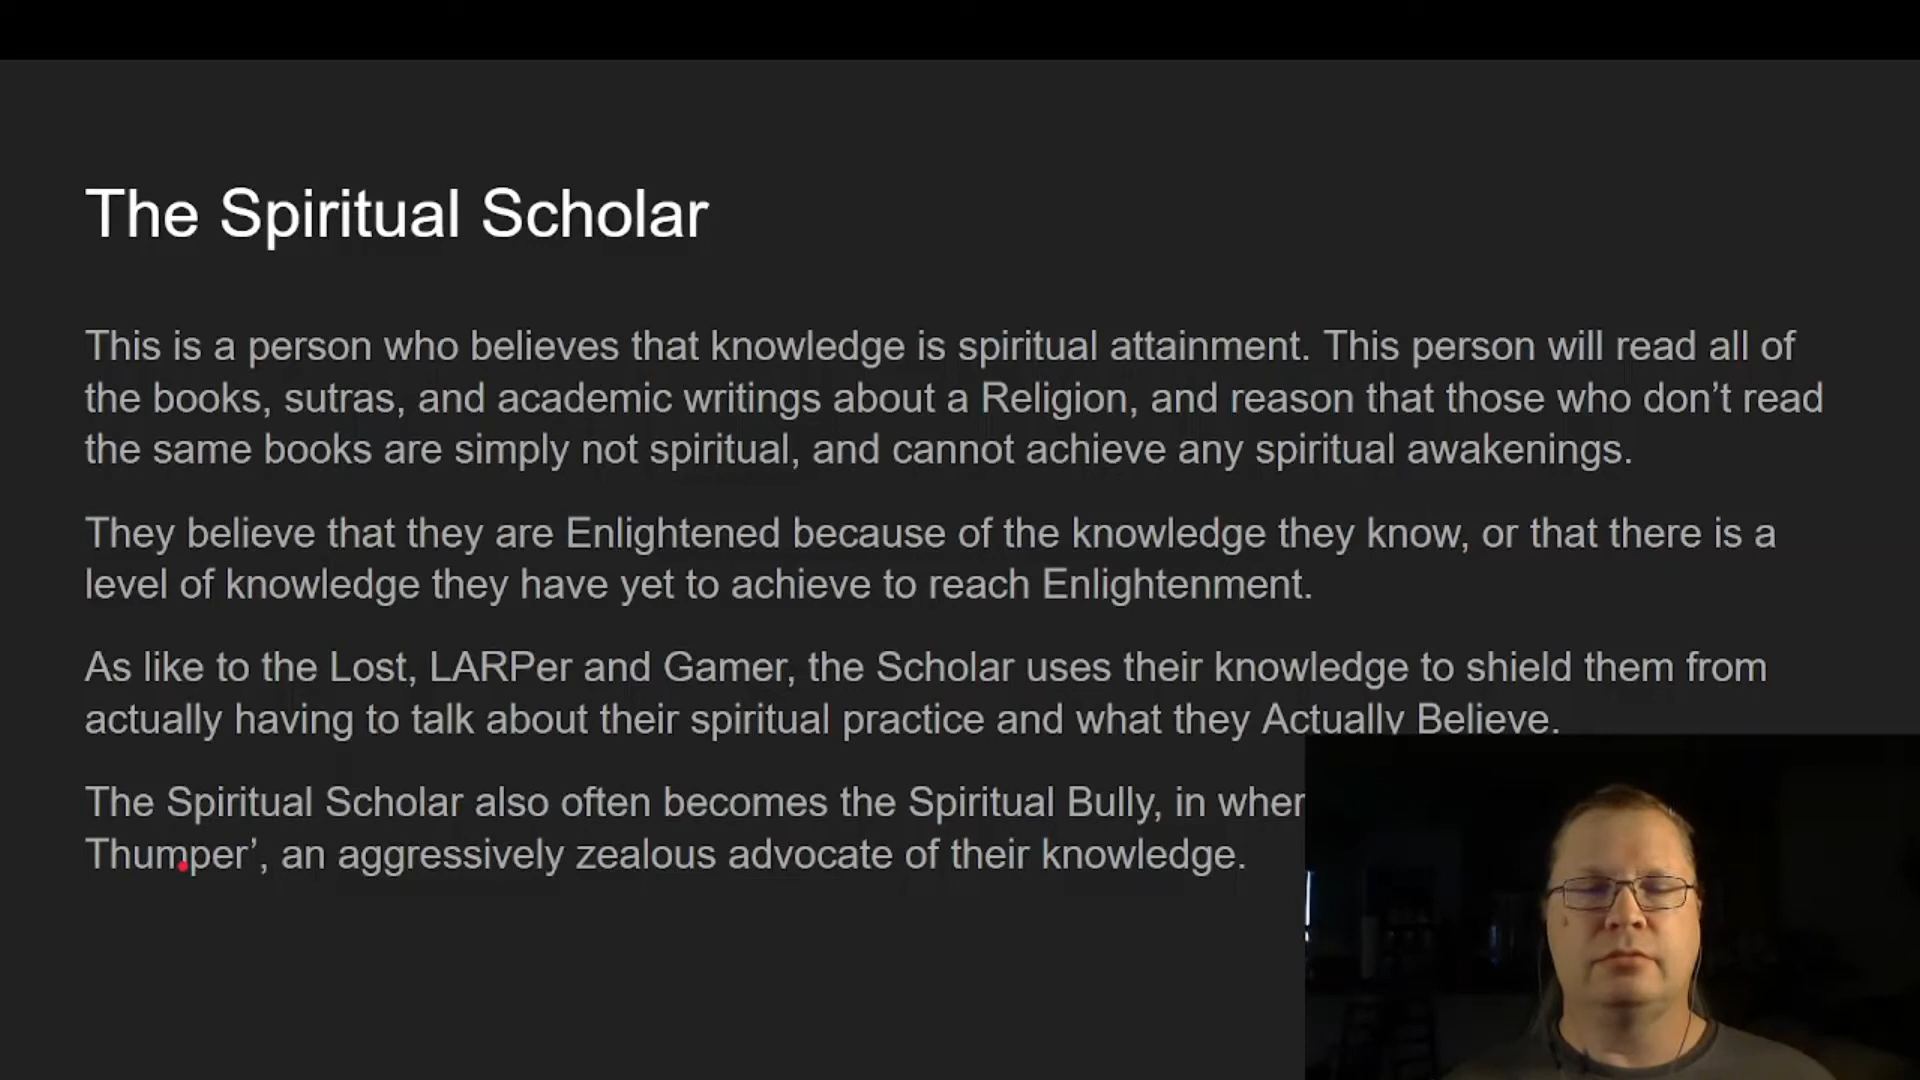 The Spiritual Scholar
This is a person who believes that knowledge is spiritual attainment. This person will read all of
the books, sutras, and academic writings about a Religion, and reason that those who don’t read
the same books are simply not spiritual, and cannot achieve any spiritual awakenings.
They believe that they are Enlightened because of the knowledge they know, or that there is a
level of knowledge they have yet to achieve to reach Enlightenment.
As like to the Lost, LARPer and Gamer, the Scholar uses their knowledge to shield them from
actually having to talk about their spiritual practice and what they Actually Believe.
The Spiritual Scholar also often becomes the Spiritual Bully, in
Thumper’, an aggressively zealous advocate of their knowledge.